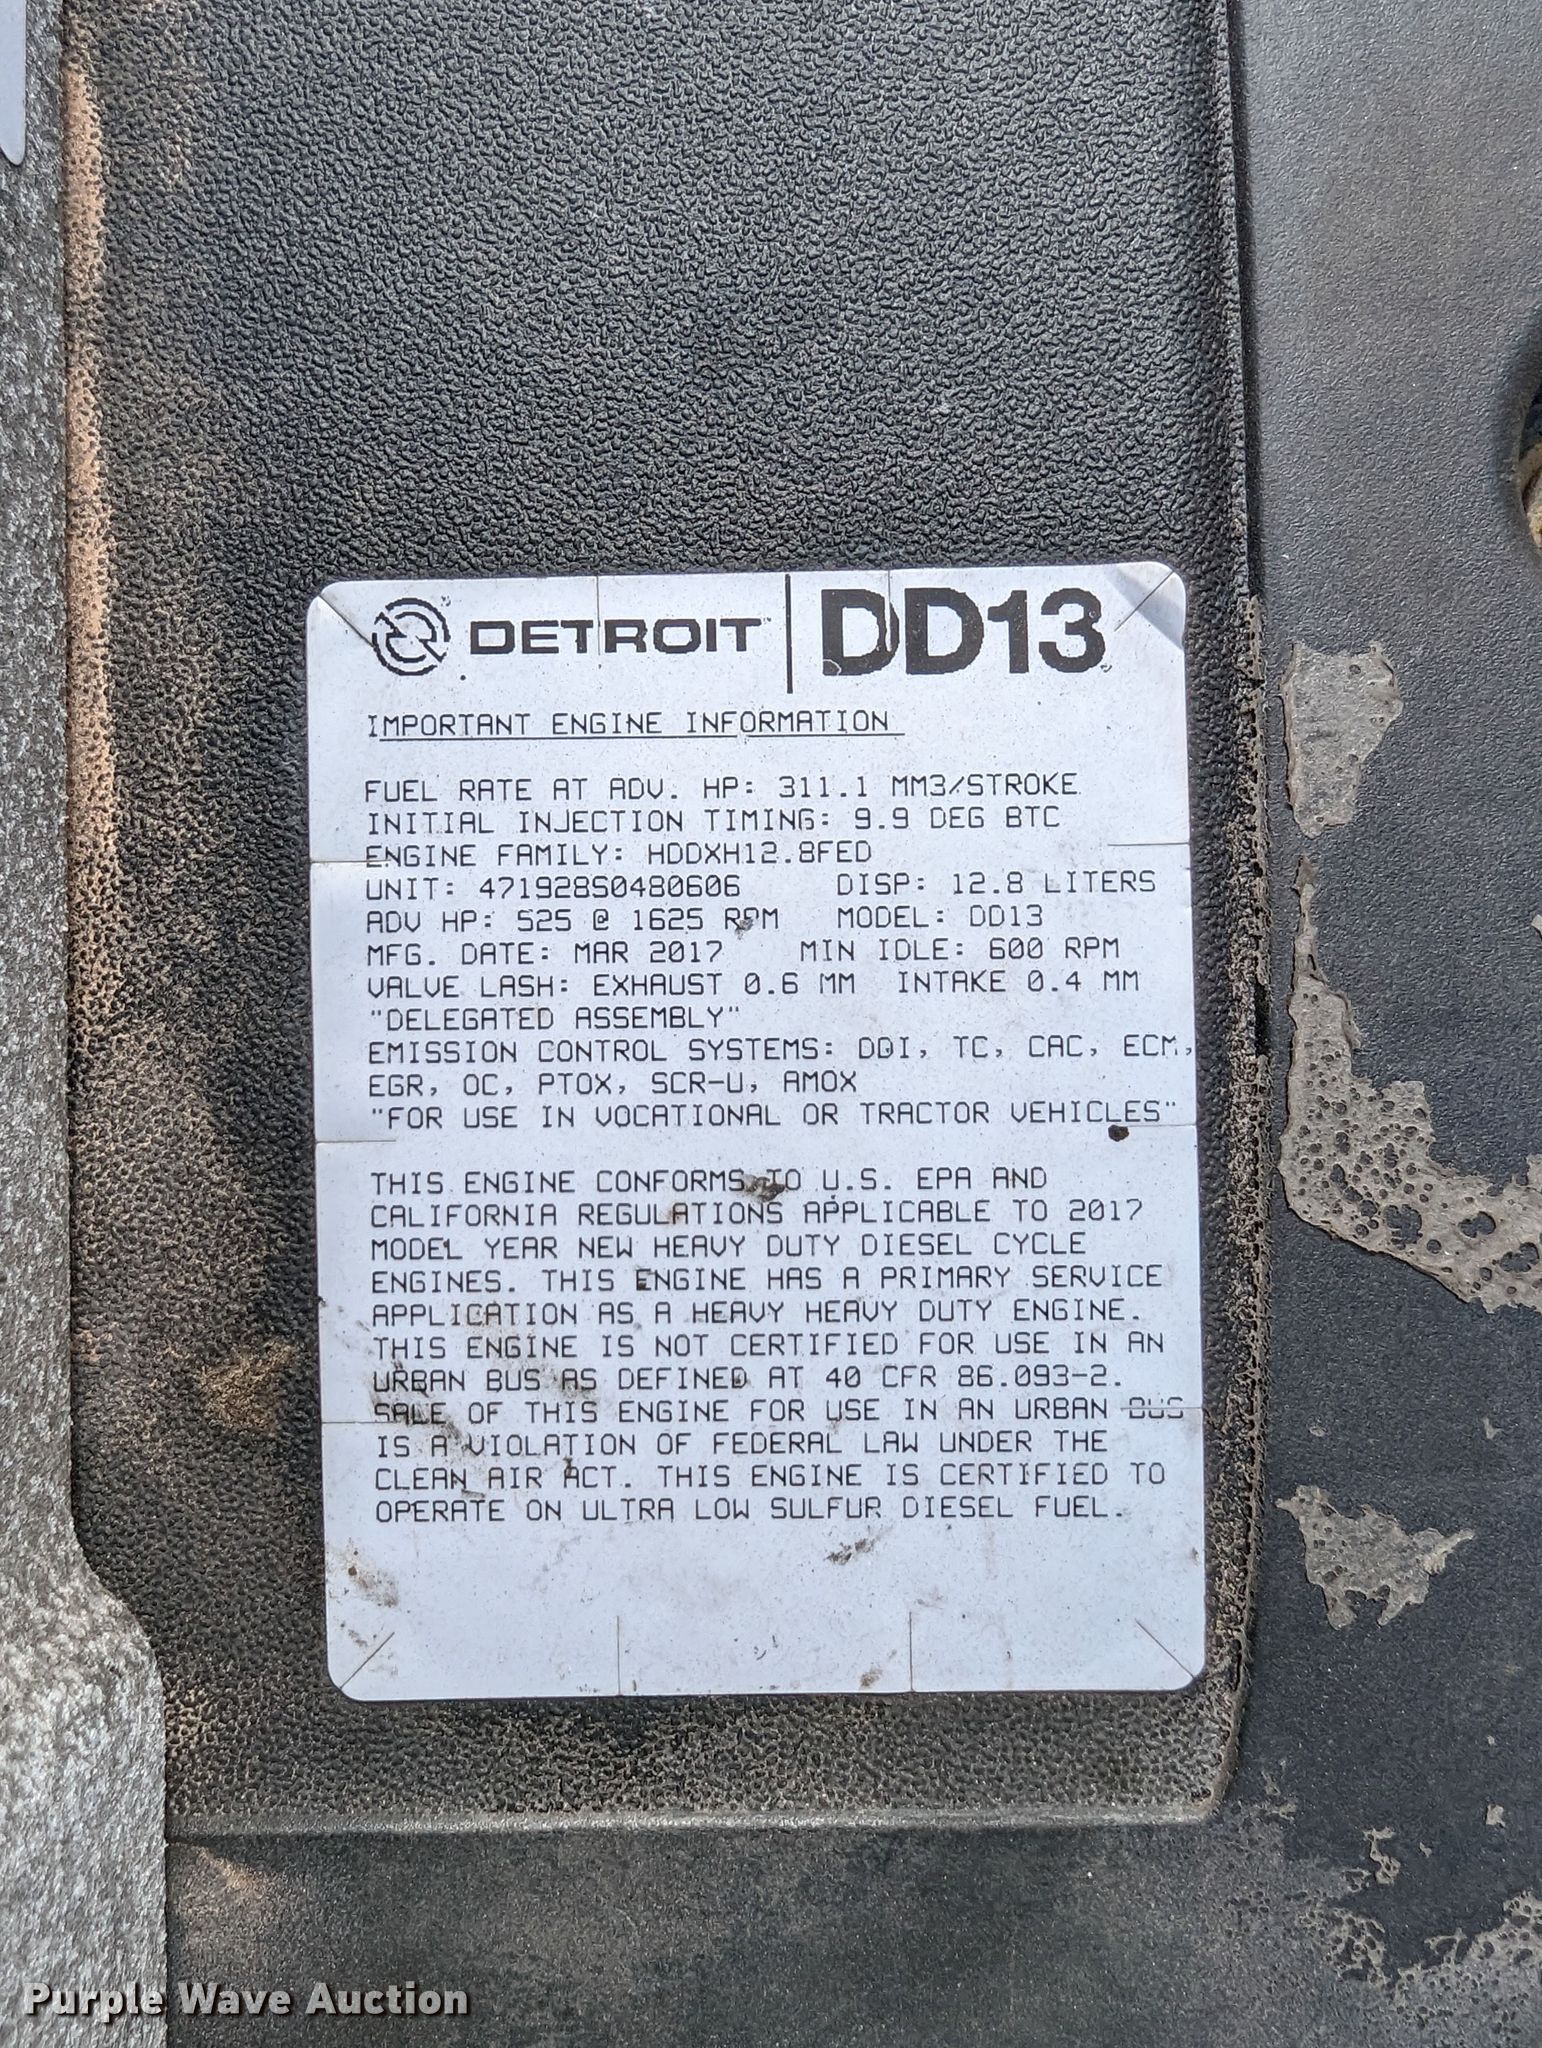 DETROIT™ DD13
IMPORTANT ENGINE INFORMATION
FUEL RATE AT ADV. HP: 311.1 MM3/STROKE
INITIAL INJECTION TIMING: 9.9 DEG BTC
ENGINE FAMILY: HDDXH12.8FED
UNIT: 471928S0480606 DISP: 12.8 LITERS
ADV HP: 525 @ 1625 RPM MODEL: DD13
MFG. DATE: MAR 2017 MIN IDLE: 600 RPM
VALVE LASH: EXHAUST 0.6 MM INTAKE 0.4 MM
"DELEGATED ASSEMBLY"
EMISSION CONTROL SYSTEMS: DDI, TC, CAC, ECM,
EGR, OC, PTOX, SCR-U, AMOX
"FOR USE IN VOCATIONAL OR TRACTOR VEHICLES"
THIS ENGINE CONFORMS TO U.S. EPA AND
CALIFORNIA REGULATIONS APPLICABLE TO 2017
MODEL YEAR NEW HEAVY DUTY DIESEL CYCLE
ENGINES. THIS ENGINE HAS A PRIMARY SERVICE
APPLICATION AS A HEAVY HEAVY DUTY ENGINE.
THIS ENGINE IS NOT CERTIFIED FOR USE IN AN
URBAN BUS AS DEFINED AT 40 CFR 86.093-2.
SALE OF THIS ENGINE FOR USE IN AN URBAN BUS
IS A VIOLATION OF FEDERAL LAW UNDER THE
CLEAN AIR ACT. THIS ENGINE IS CERTIFIED TO
OPERATE ON ULTRA LOW SULFUR DIESEL FUEL.
Purple Wave Auction